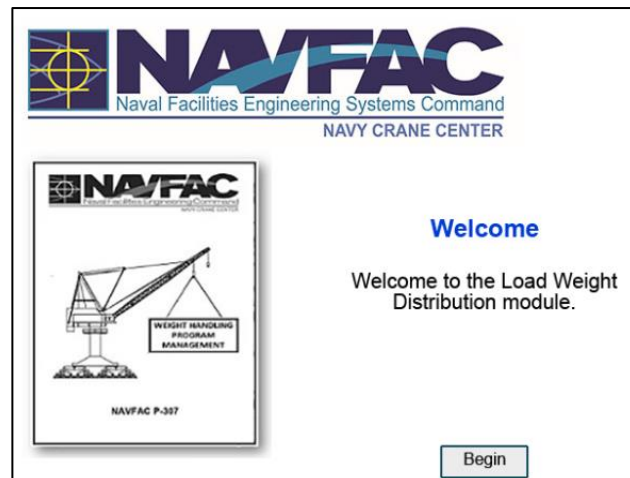 NAVFAC
Naval Facilities Engineering Systems Command
NAVY CRANE CENTER
NAVFAC
Naval Facilities Engineering Command
NAVY CRANE CENTER
WEIGHT HANDLING
PROGRAM
MANAGEMENT
NAVFAC P-307
Welcome
Welcome to the Load Weight
Distribution module.
Begin